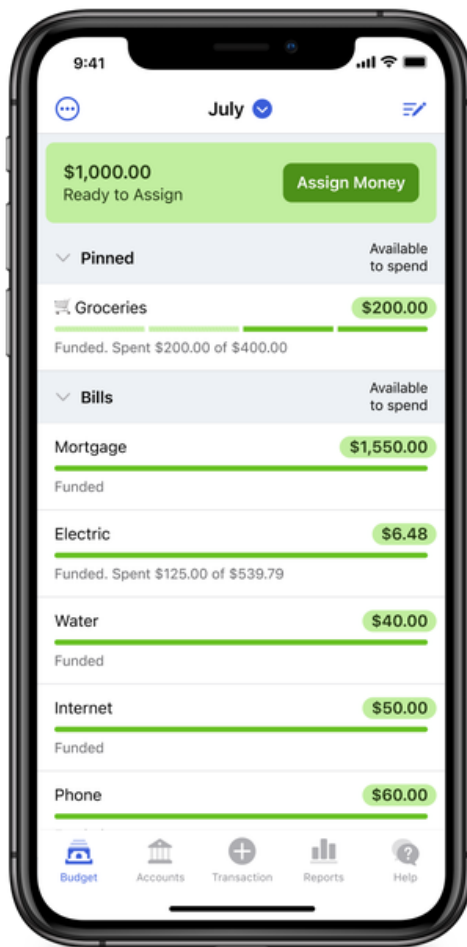 9:41
July
$1,000.00
Ready to Assign
Assign Money
Pinned
Available
to spend
Groceries
$200.00
Funded. Spent $200.00 of $400.00
Bills
Available
to spend
Mortgage
$1,550.00
Funded
Electric
$6.48
Funded. Spent $125.00 of $539.79
Water
$40.00
Funded
Internet
$50.00
Funded
Phone
$60.00
Budget
Accounts
Transaction
Reports
Help